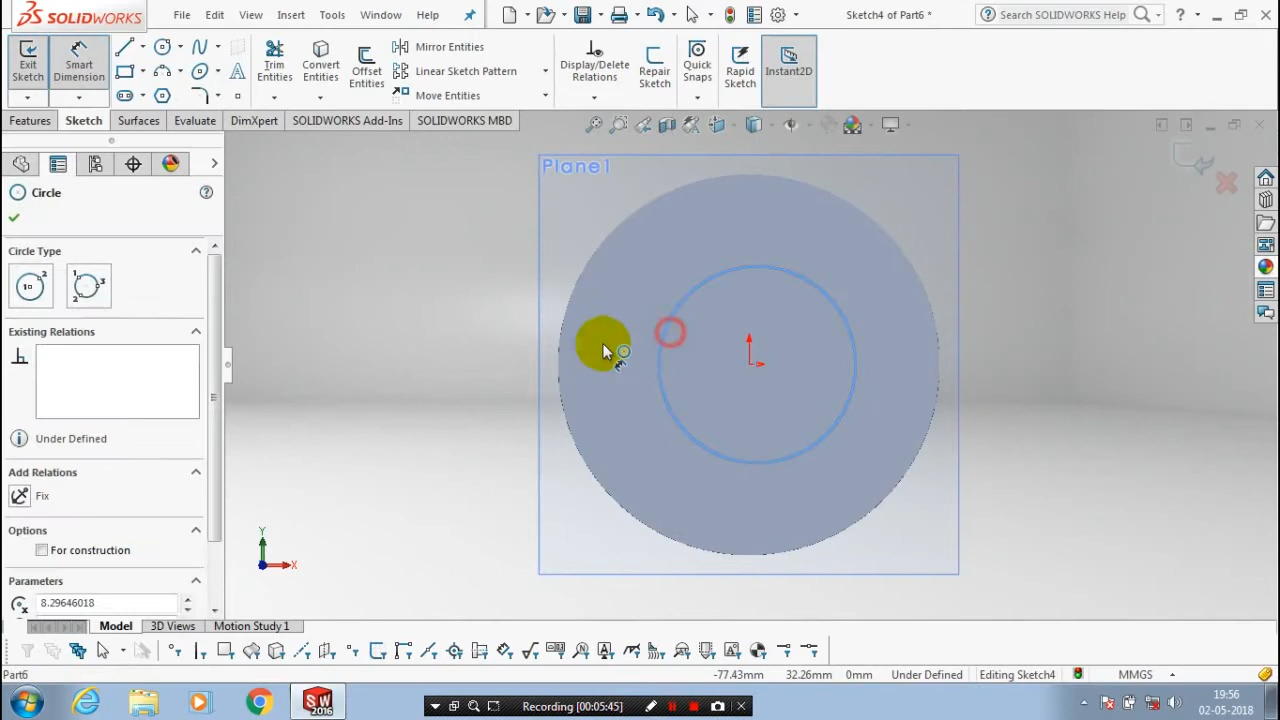 SOLIDWORKS File Edit View Insert Tools Window Help Sketch4 of Part6 * Search SOLIDWORKS Help ?
Exit Sketch Smart Dimension Trim Entities Convert Entities Offset Entities Mirror Entities Linear Sketch Pattern Move Entities Display/Delete Relations Repair Sketch Quick Snaps Rapid Sketch Instant2D
Features Sketch Surfaces Evaluate DimXpert SOLIDWORKS Add-Ins SOLIDWORKS MBD
Plane1
Circle
Circle Type
Existing Relations
Under Defined
Add Relations
Fix
Options
For construction
Y
X
Parameters
8.29646018
Model 3D Views Motion Study 1
Part6 -77.43mm 32.26mm 0mm Under Defined Editing Sketch4 MMGS
SW 2016 Recording [00:05:45] 19:56
02-05-2018